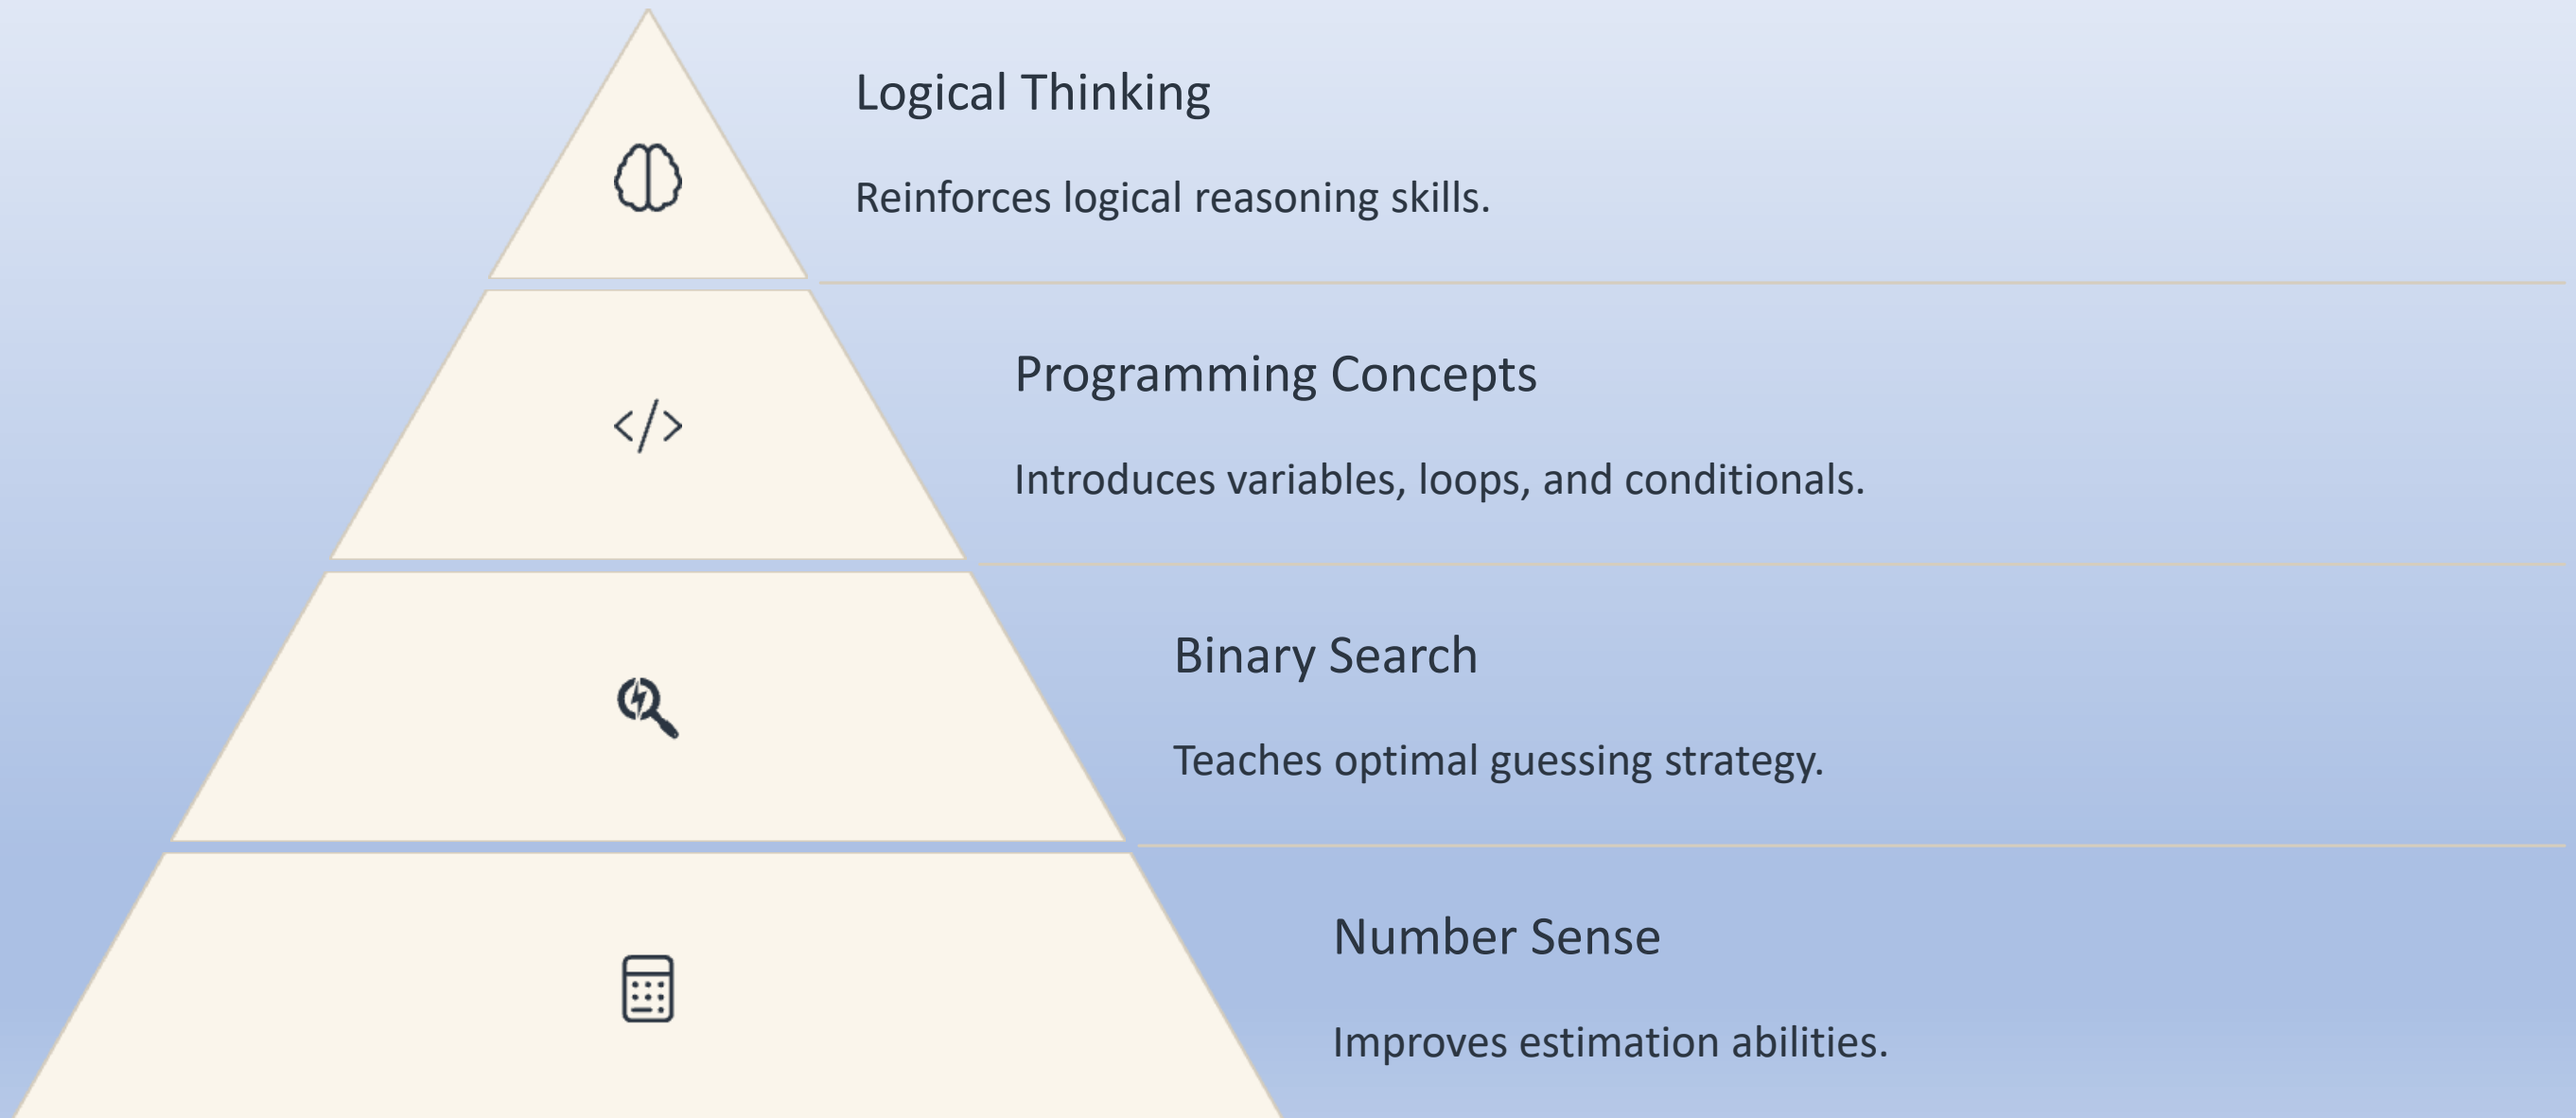 Logical Thinking
Reinforces logical reasoning skills.
Programming Concepts
Introduces variables, loops, and conditionals.
Binary Search
Teaches optimal guessing strategy.
Number Sense
Improves estimation abilities.